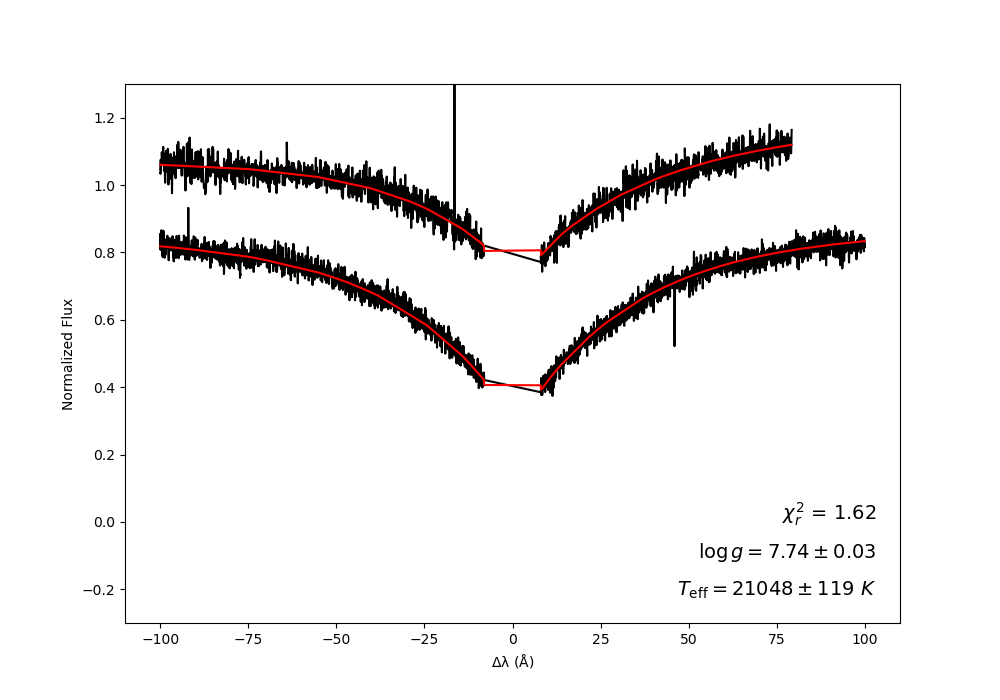 1.2
1.0
0.8
0.6
0.4
0.2
0.0
−0.2
Normalized Flux
χ²ᵣ = 1.62
log g = 7.74 ± 0.03
T_eff = 21048 ± 119 K
−100 −75 −50 −25 0 25 50 75 100
Δλ (Å)